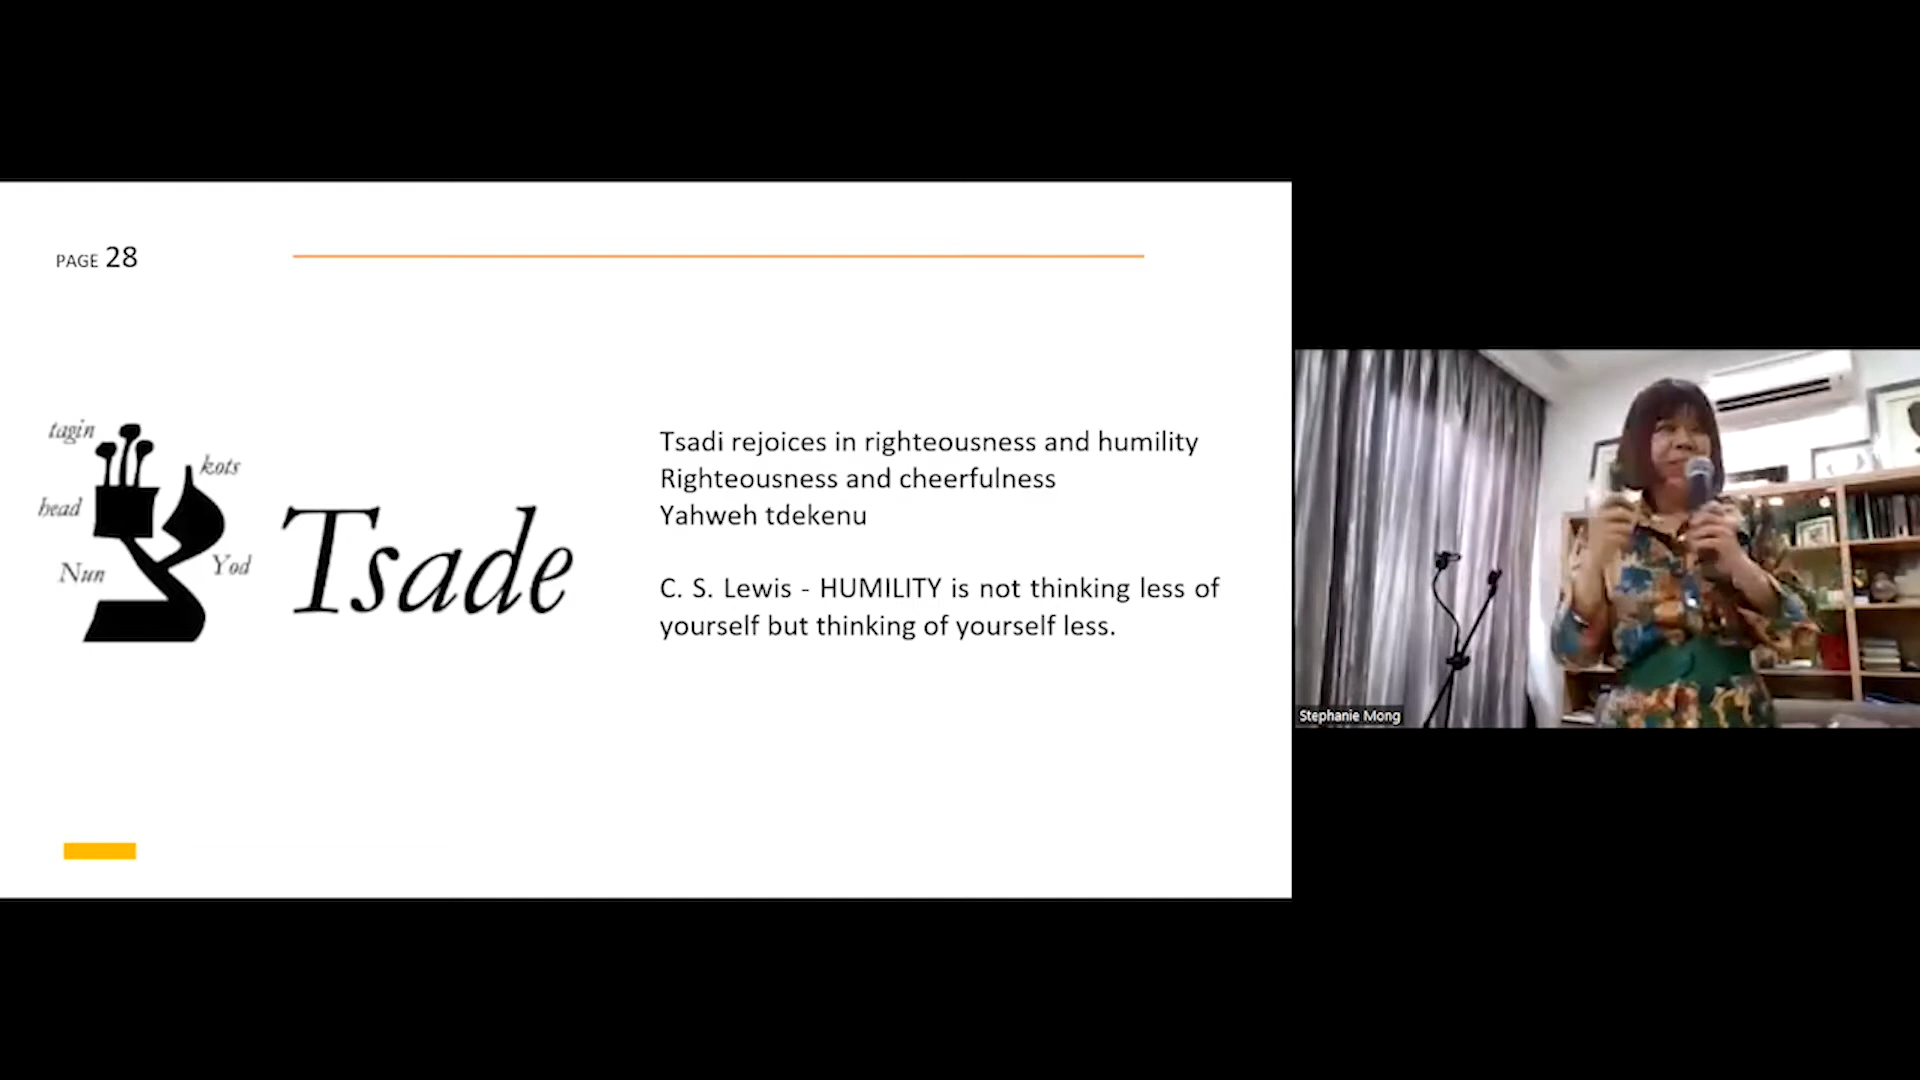 PAGE 28
tagin
kots
head
Nun
Yod
Tsade
Tsadi rejoices in righteousness and humility
Righteousness and cheerfulness
Yahweh tdekenu
C. S. Lewis - HUMILITY is not thinking less of
yourself but thinking of yourself less.
Stephanie Mong